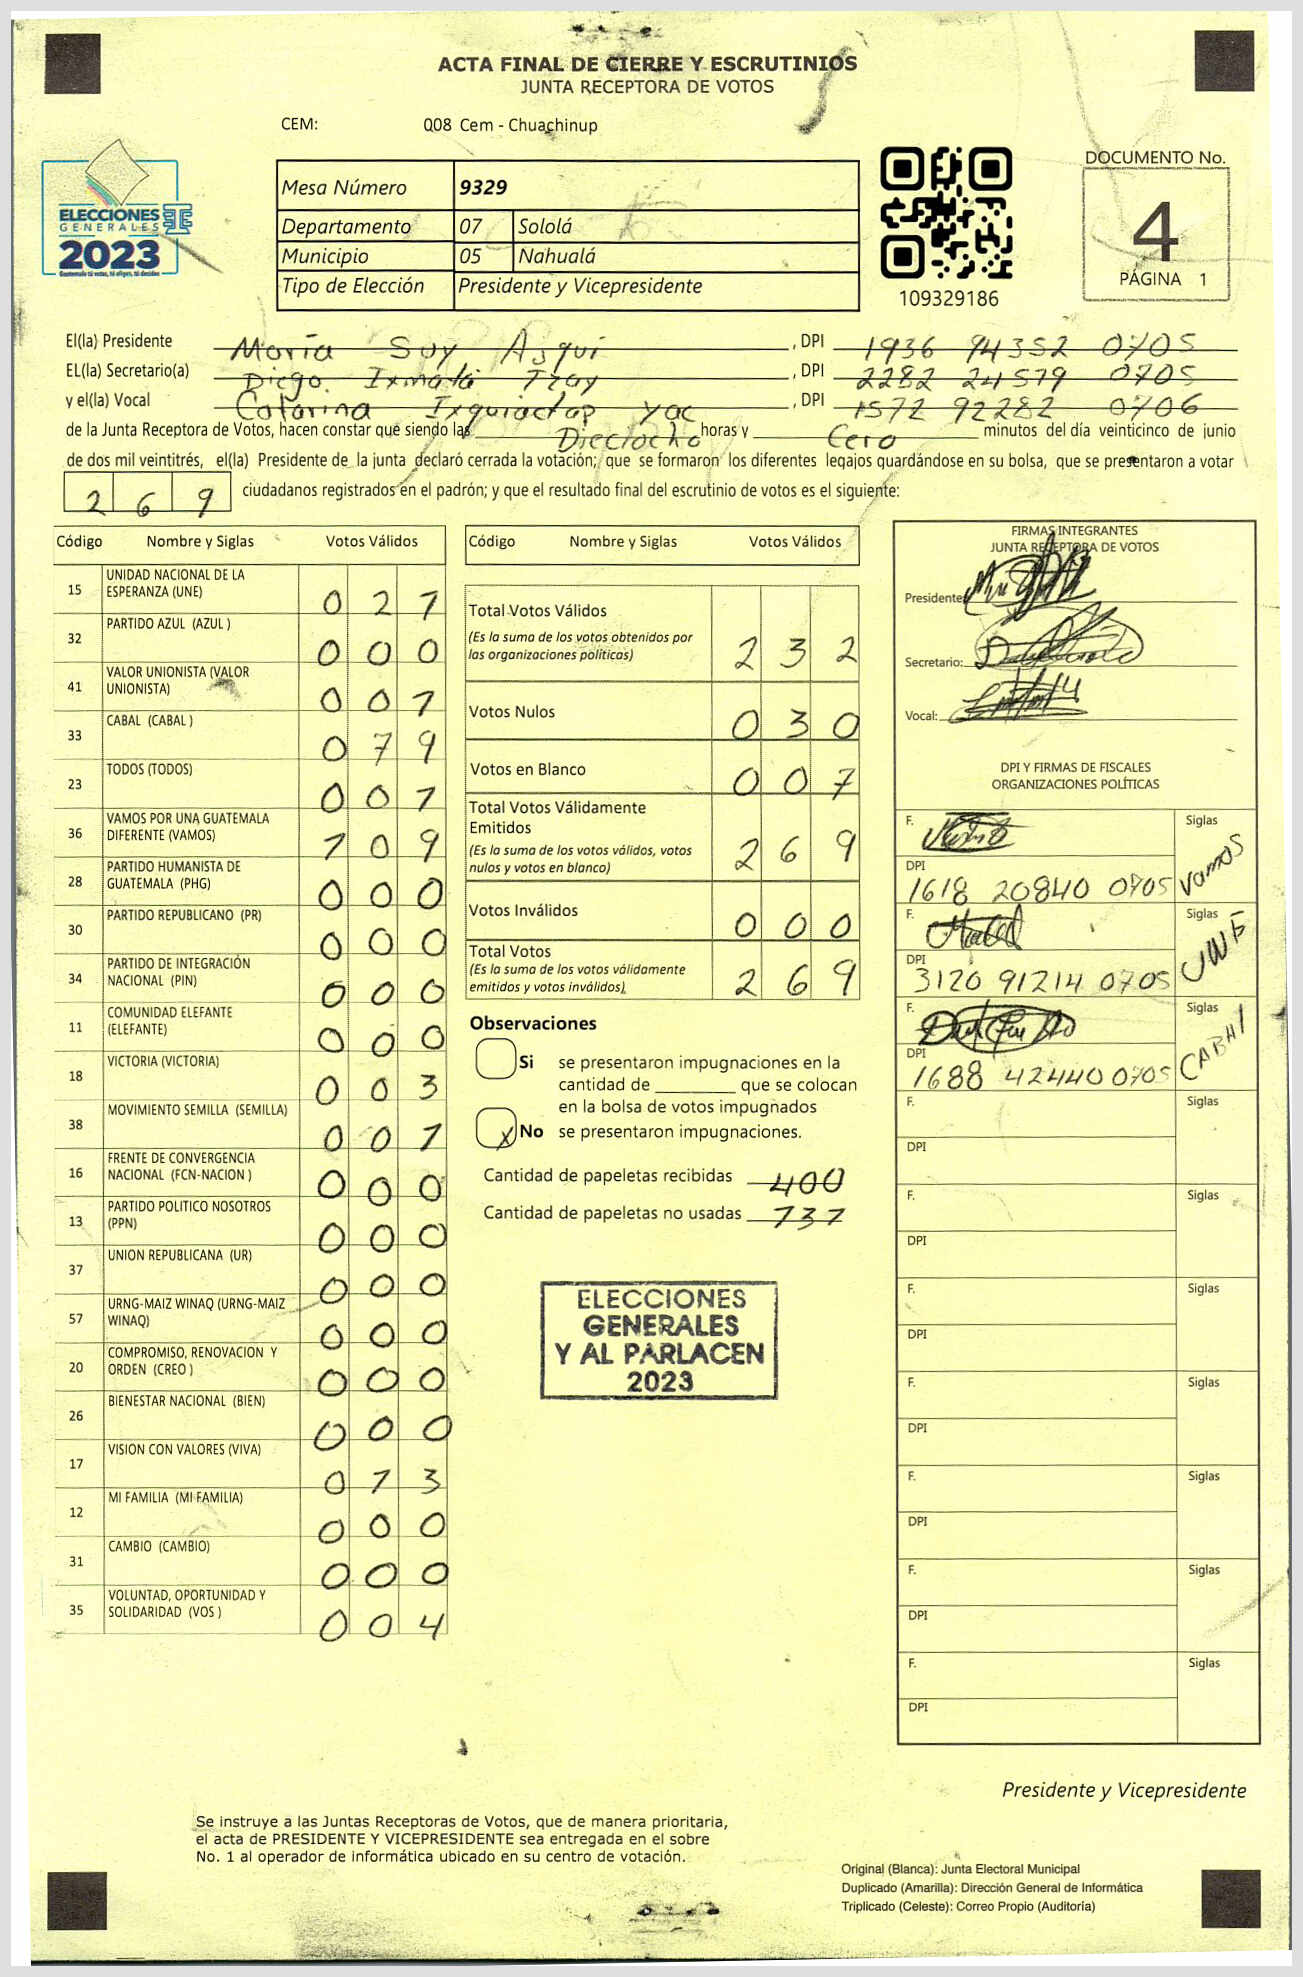 ACTA FINAL DE CIERRE Y ESCRUTINIOS
JUNTA RECEPTORA DE VOTOS
CEM: 008 Cem - Chuachinup
ELECCIONES
GENERALES
2023
Guatemala tú votas, tú eliges, tú decides
Mesa Número 9329
Departamento 07 Sololá
Municipio 05 Nahualá
Tipo de Elección Presidente y Vicepresidente
109329186
DOCUMENTO No.
4
PÁGINA 1
El(la) Presidente María Soy Asqui, DPI 1936 94352 0705
EL(la) Secretario(a) Diego Ixmatá Tzay, DPI 2282 24579 0705
y el(la) Vocal Catarina Ixquiactap Yac, DPI 1572 92282 0706
de la Junta Receptora de Votos, hacen constar que siendo las Dieciocho horas y Cero minutos del día veinticinco de junio
de dos mil veintitrés, el(la) Presidente de la junta declaró cerrada la votación; que se formaron los diferentes legajos guardándose en su bolsa, que se presentaron a votar
2 6 9 ciudadanos registrados en el padrón; y que el resultado final del escrutinio de votos es el siguiente:
Código Nombre y Siglas Votos Válidos
15 UNIDAD NACIONAL DE LA ESPERANZA (UNE) 0 2 1
32 PARTIDO AZUL (AZUL ) 0 0 0
41 VALOR UNIONISTA (VALOR UNIONISTA) 0 0 1
33 CABAL (CABAL ) 0 7 9
23 TODOS (TODOS) 0 0 1
36 VAMOS POR UNA GUATEMALA DIFERENTE (VAMOS) 1 0 9
28 PARTIDO HUMANISTA DE GUATEMALA (PHG) 0 0 0
30 PARTIDO REPUBLICANO (PR) 0 0 0
34 PARTIDO DE INTEGRACIÓN NACIONAL (PIN) 0 0 0
11 COMUNIDAD ELEFANTE (ELEFANTE) 0 0 0
18 VICTORIA (VICTORIA) 0 0 3
38 MOVIMIENTO SEMILLA (SEMILLA) 0 0 1
16 FRENTE DE CONVERGENCIA NACIONAL (FCN-NACION ) 0 0 0
13 PARTIDO POLITICO NOSOTROS (PPN) 0 0 0
37 UNION REPUBLICANA (UR) 0 0 0
57 URNG-MAIZ WINAQ (URNG-MAIZ WINAQ) 0 0 0
20 COMPROMISO, RENOVACION Y ORDEN (CREO ) 0 0 0
26 BIENESTAR NACIONAL (BIEN) 0 0 0
17 VISION CON VALORES (VIVA) 0 1 3
12 MI FAMILIA (MI FAMILIA) 0 0 0
31 CAMBIO (CAMBIO) 0 0 0
35 VOLUNTAD, OPORTUNIDAD Y SOLIDARIDAD (VOS ) 0 0 4
Código Nombre y Siglas Votos Válidos
Total Votos Válidos 2 3 2
(Es la suma de los votos obtenidos por
las organizaciones políticas)
Votos Nulos 0 3 0
Votos en Blanco 0 0 7
Total Votos Válidamente
Emitidos 2 6 9
(Es la suma de los votos válidos, votos
nulos y votos en blanco)
Votos Inválidos 0 0 0
Total Votos 2 6 9
(Es la suma de los votos válidamente
emitidos y votos inválidos).
Observaciones
Si se presentaron impugnaciones en la
cantidad de ________ que se colocan
en la bolsa de votos impugnados
X No se presentaron impugnaciones.
Cantidad de papeletas recibidas 400
Cantidad de papeletas no usadas 131
ELECCIONES
GENERALES
Y AL PARLACEN
2023
FIRMAS INTEGRANTES
JUNTA RECEPTORA DE VOTOS
Presidente:
Secretario:
Vocal:
DPI Y FIRMAS DE FISCALES
ORGANIZACIONES POLÍTICAS
F. Siglas Vamos
DPI 1618 20840 0705
F. Siglas UNE
DPI 3120 91214 0705
F. Siglas CABAl
DPI 1688 42440 0705
F. Siglas
DPI
F. Siglas
DPI
F. Siglas
DPI
F. Siglas
DPI
F. Siglas
DPI
F. Siglas
DPI
F. Siglas
DPI
Presidente y Vicepresidente
Se instruye a las Juntas Receptoras de Votos, que de manera prioritaria,
el acta de PRESIDENTE Y VICEPRESIDENTE sea entregada en el sobre
No. 1 al operador de informática ubicado en su centro de votación.
Original (Blanca): Junta Electoral Municipal
Duplicado (Amarilla): Dirección General de Informática
Triplicado (Celeste): Correo Propio (Auditoría)